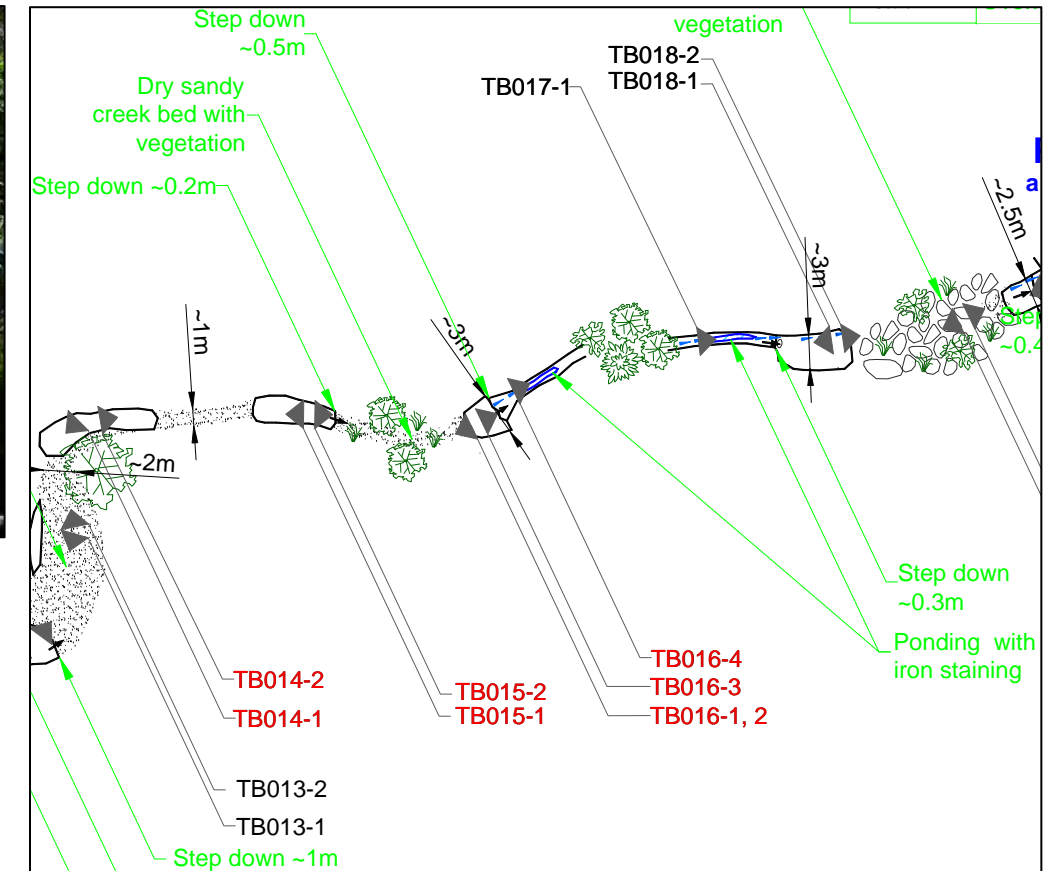 Step down
~0.5m
vegetation
TB018-2
TB018-1
TB017-1
Dry sandy
creek bed with
vegetation
Step down ~0.2m
a
~2.5m
~3m
~1m
~3m
~2m
Step down
~0.3m
Ponding with
iron staining
TB016-4
TB016-3
TB016-1, 2
TB015-2
TB015-1
TB014-2
TB014-1
TB013-2
TB013-1
Step down ~1m